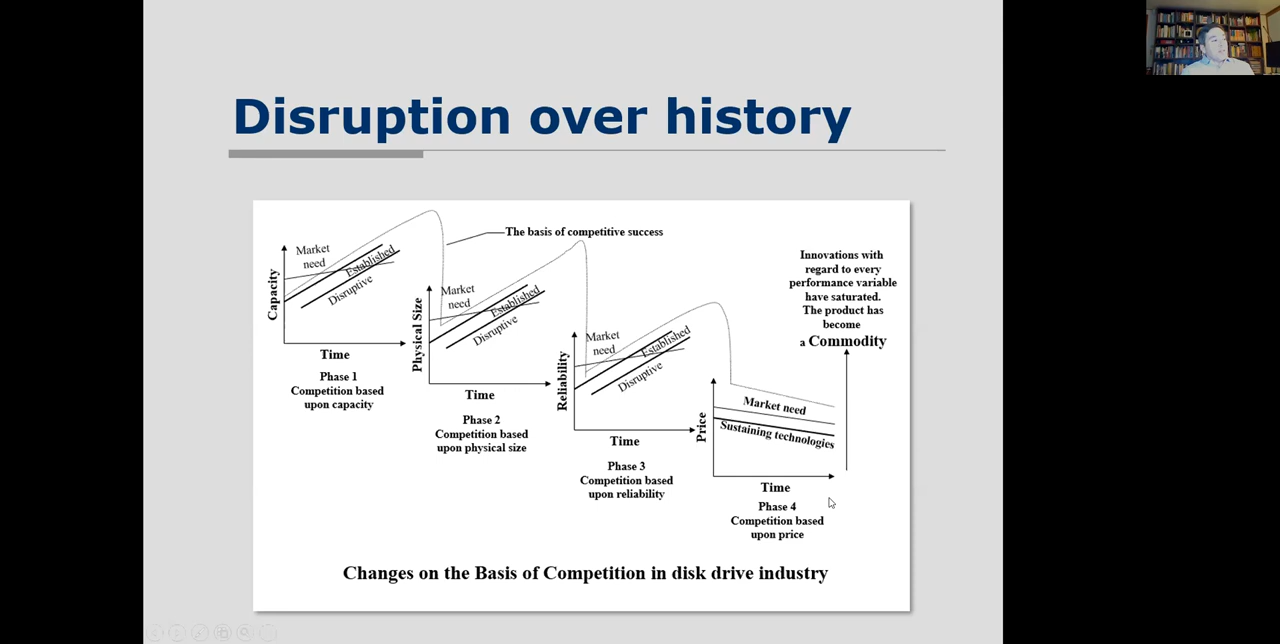 Disruption over history
The basis of competitive success
Capacity
Market
need
Established
Disruptive
Time
Phase 1
Competition based
upon capacity
Physical Size
Market
need
Established
Disruptive
Time
Phase 2
Competition based
upon physical size
Reliability
Market
need
Established
Disruptive
Time
Phase 3
Competition based
upon reliability
Price
Market need
Sustaining technologies
Time
Phase 4
Competition based
upon price
Innovations with
regard to every
performance variable
have saturated.
The product has
become
a Commodity
Changes on the Basis of Competition in disk drive industry